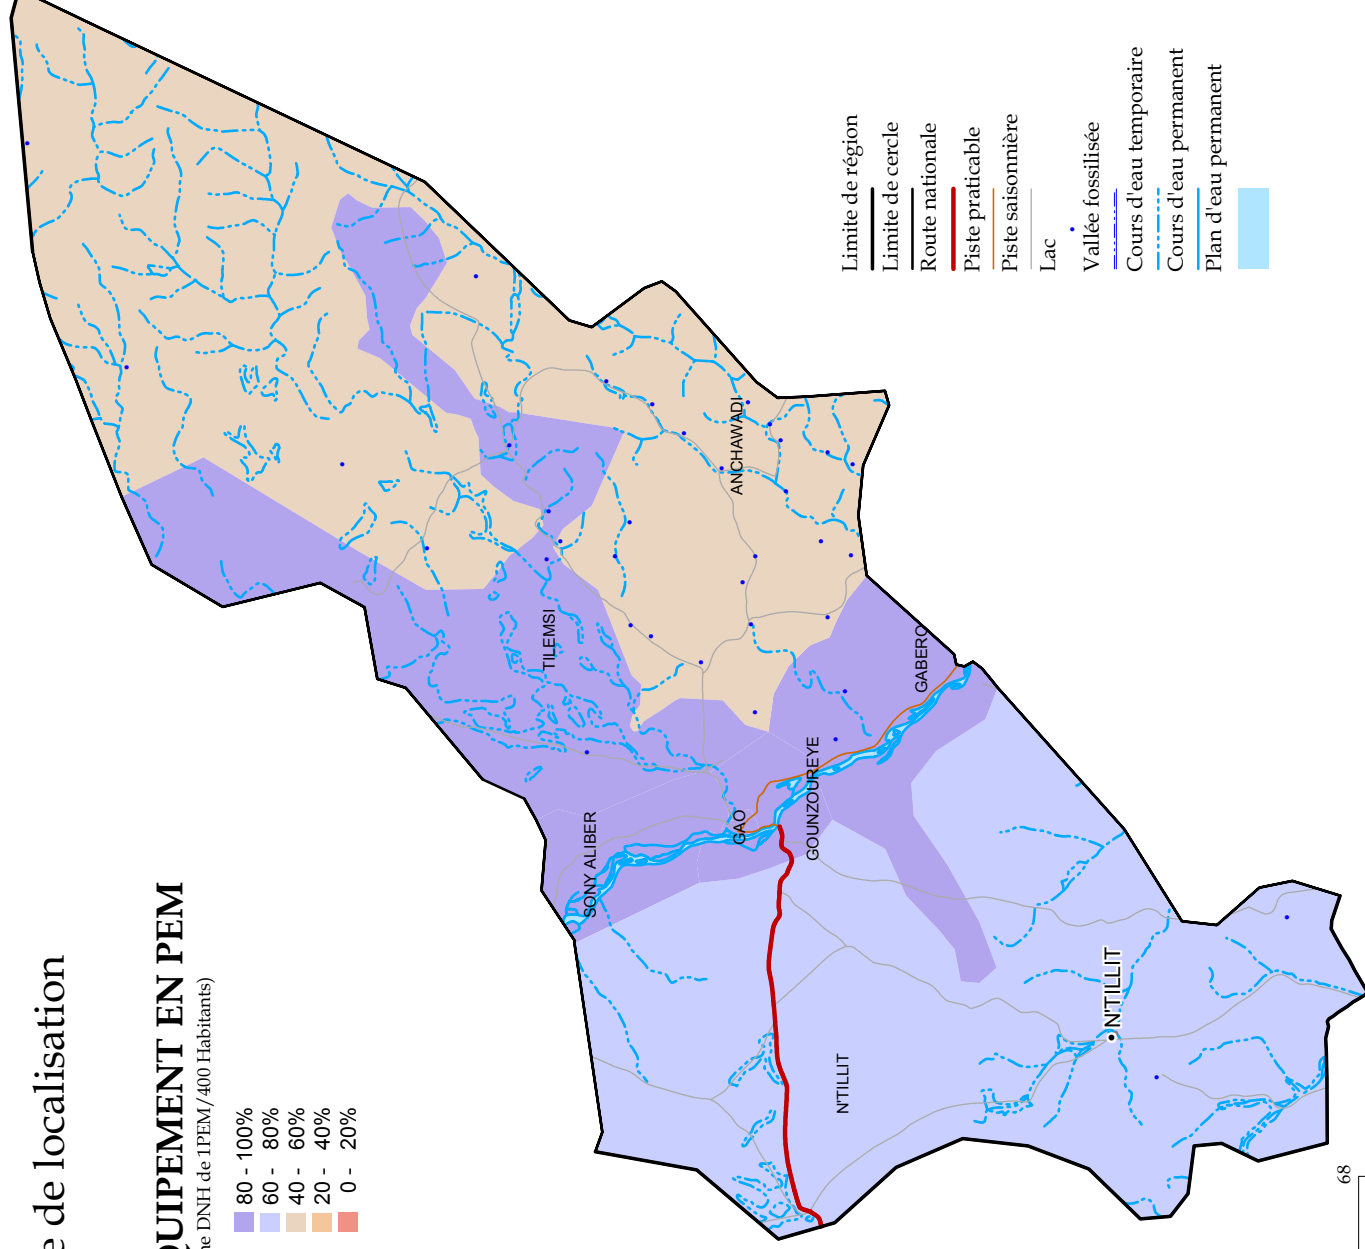 e de localisation
QUIPEMENT EN PEM
ne DNH de 1PEM/400 Habitants)
80 - 100%
60 - 80%
40 - 60%
20 - 40%
0 - 20%
SONY ALIBER
TILEMSI
GAO
ANCHAWADI
GOUNZOUREYE
GABERO
N'TILLIT
N'TILLIT
Limite de région
Limite de cercle
Route nationale
Piste praticable
Piste saisonnière
Lac
Vallée fossilisée
Cours d'eau temporaire
Cours d'eau permanent
Plan d'eau permanent
68